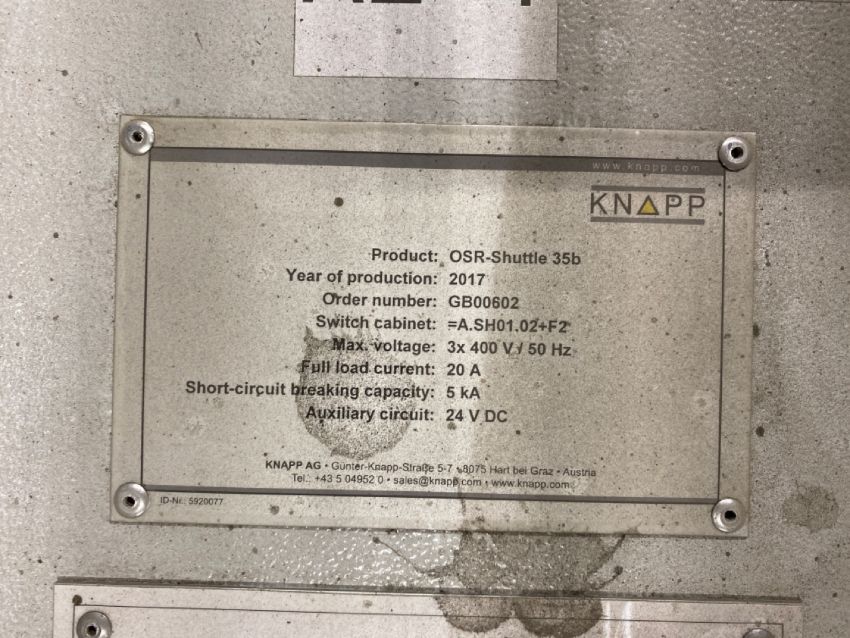 www.knapp.com
KNAPP
Product: OSR-Shuttle 35b
Year of production: 2017
Order number: GB00602
Switch cabinet: =A.SH01.02+F2
Max. voltage: 3x 400 V / 50 Hz
Full load current: 20 A
Short-circuit breaking capacity: 5 kA
Auxiliary circuit: 24 V DC
KNAPP AG • Günter-Knapp-Straße 5-7 • 8075 Hart bei Graz • Austria
Tel.: +43 5 04952 0 • sales@knapp.com • www.knapp.com
ID-Nr.: 5920077